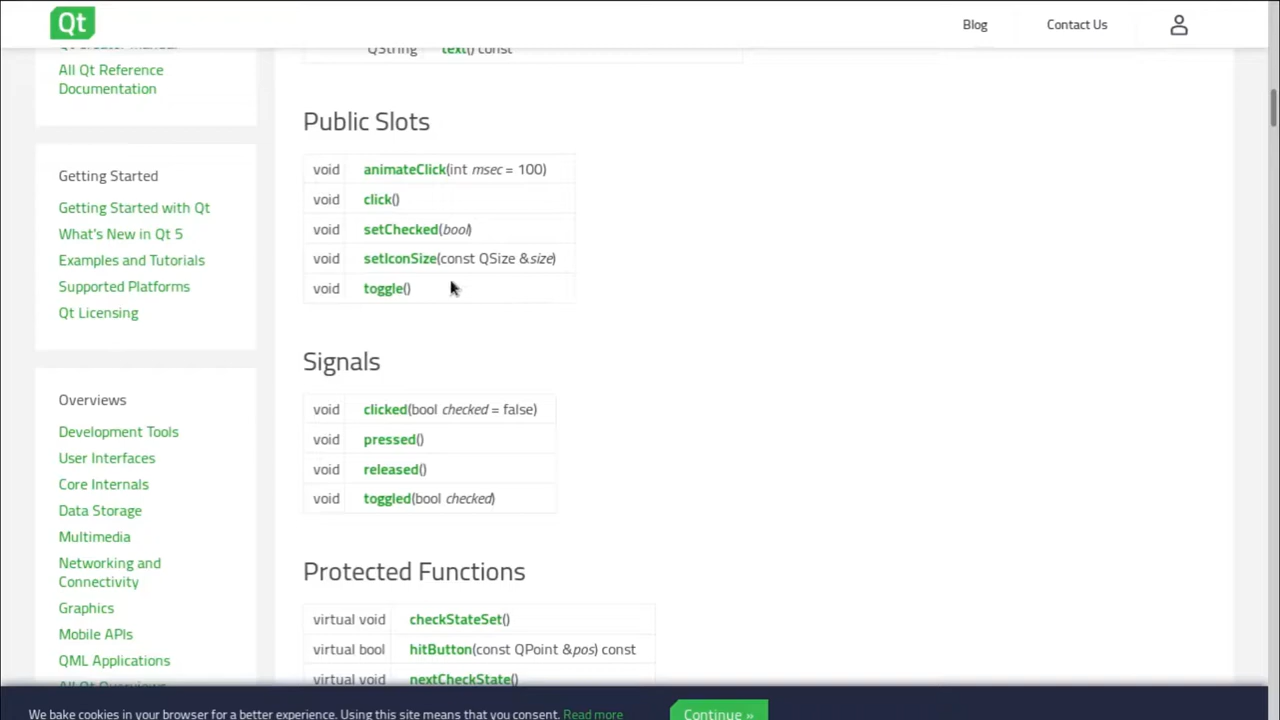 Qt
Blog
Contact Us
Qt Creator Manual
All Qt Reference
Documentation
Getting Started
Getting Started with Qt
What's New in Qt 5
Examples and Tutorials
Supported Platforms
Qt Licensing
Overviews
Development Tools
User Interfaces
Core Internals
Data Storage
Multimedia
Networking and
Connectivity
Graphics
Mobile APIs
QML Applications
All Qt Overviews
QString text() const
Public Slots
void animateClick(int msec = 100)
void click()
void setChecked(bool)
void setIconSize(const QSize &size)
void toggle()
Signals
void clicked(bool checked = false)
void pressed()
void released()
void toggled(bool checked)
Protected Functions
virtual void checkStateSet()
virtual bool hitButton(const QPoint &pos) const
virtual void nextCheckState()
We bake cookies in your browser for a better experience. Using this site means that you consent. Read more
Continue »